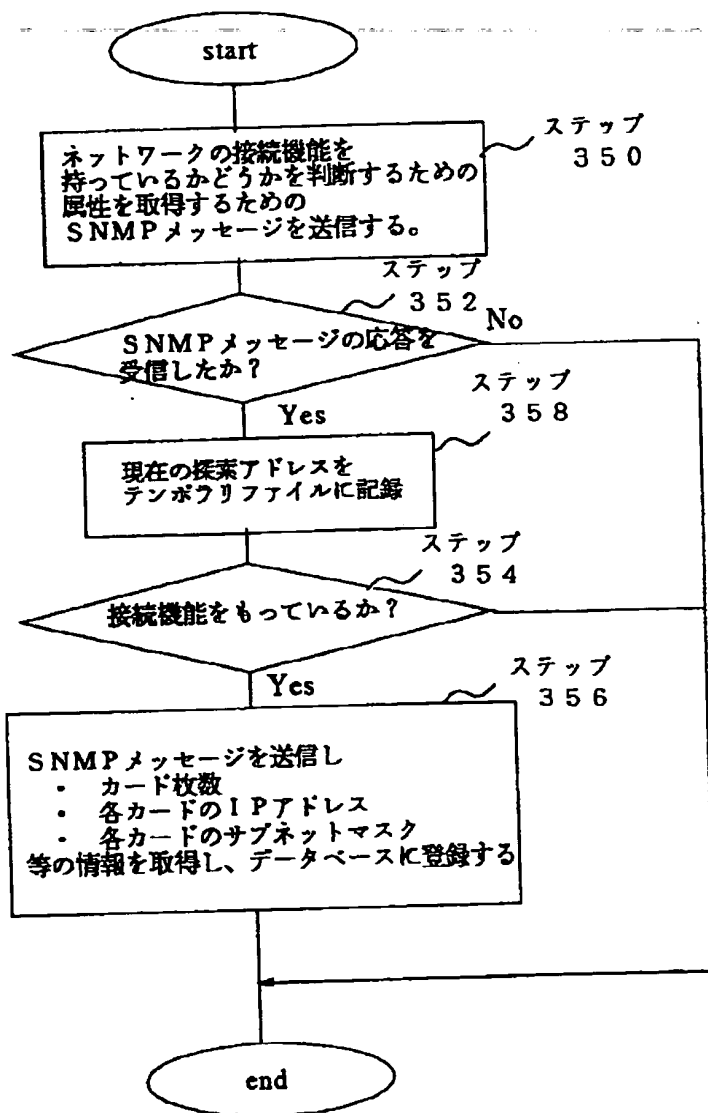 start
ステップ
350
ネットワークの接続機能を
持っているかどうかを判断するための
属性を取得するための
SNMPメッセージを送信する。
ステップ
352
No
SNMPメッセージの応答を
受信したか?
Yes
ステップ
358
現在の探索アドレスを
テンポラリファイルに記録
ステップ
354
接続機能をもっているか?
Yes
ステップ
356
SNMPメッセージを送信し
・ カード枚数
・ 各カードのIPアドレス
・ 各カードのサブネットマスク
等の情報を取得し、データベースに登録する
end